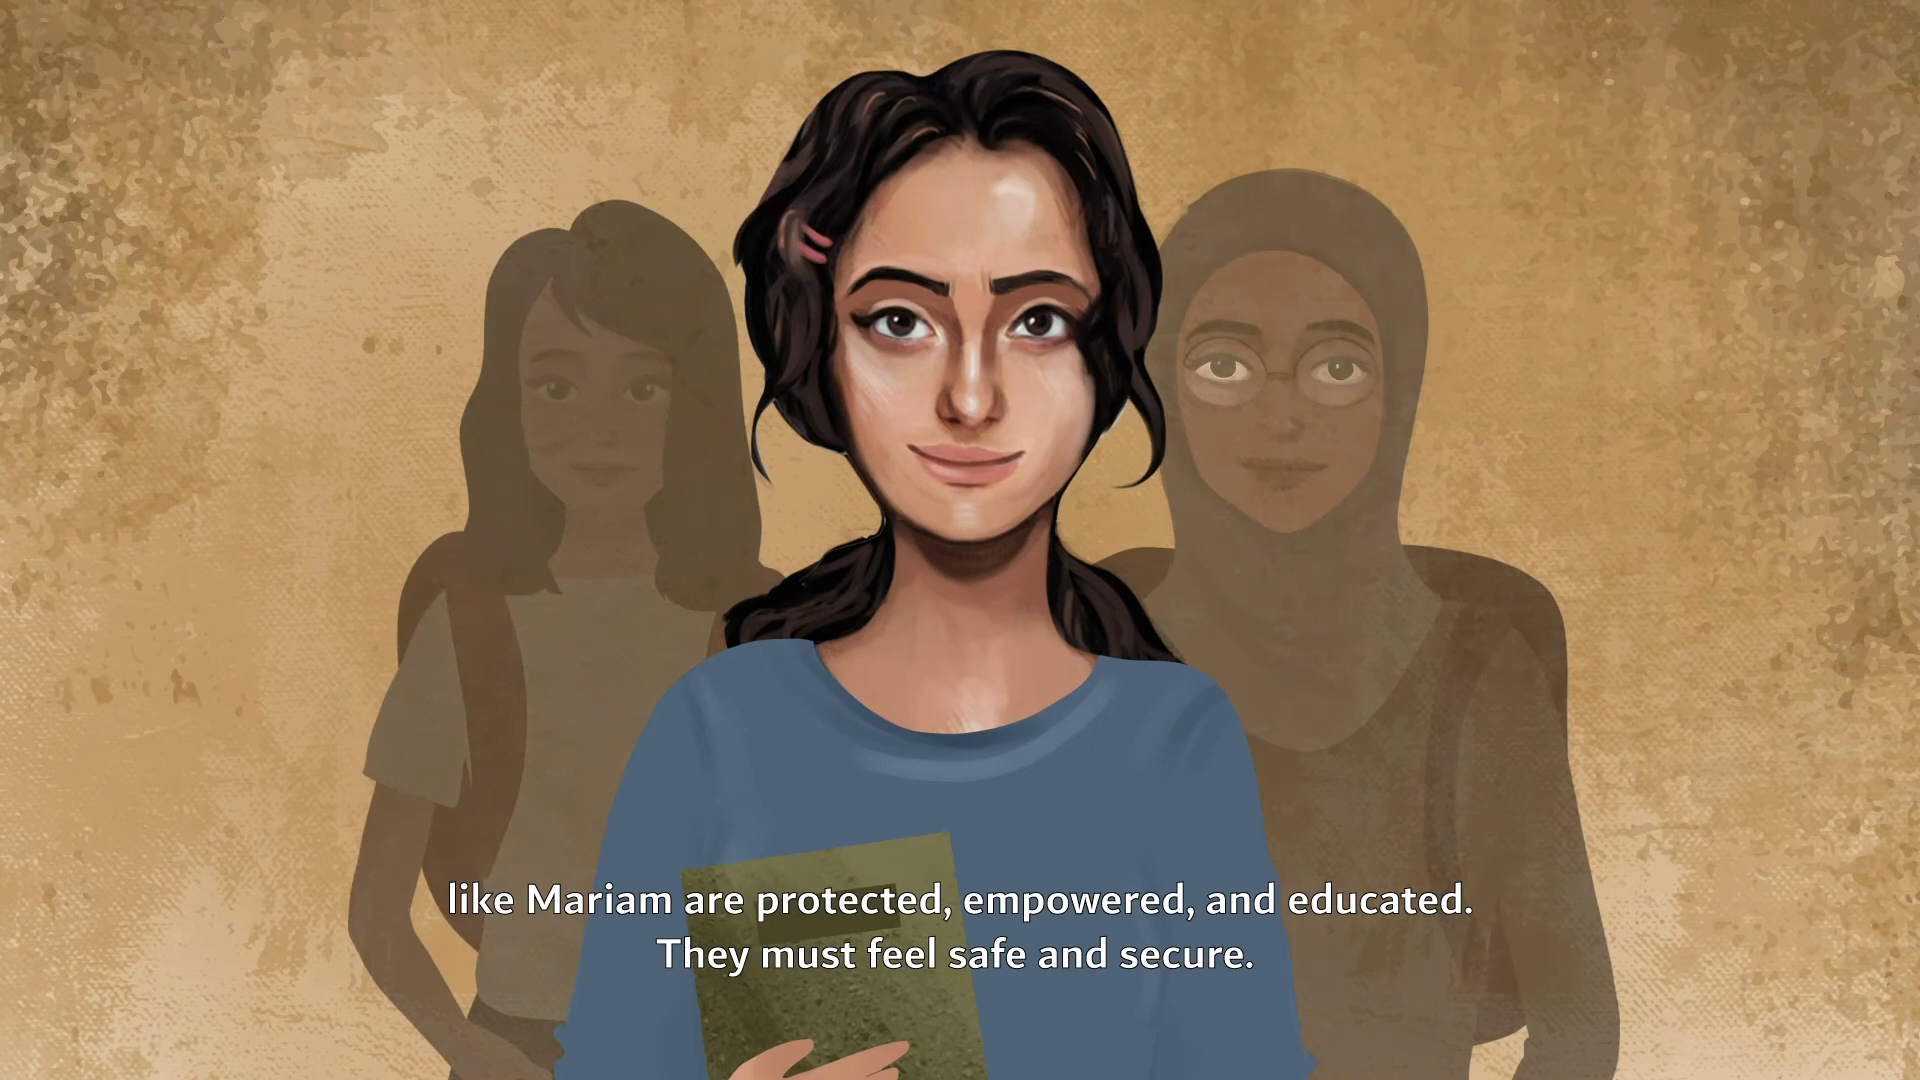 like Mariam are protected, empowered, and educated.
They must feel safe and secure.